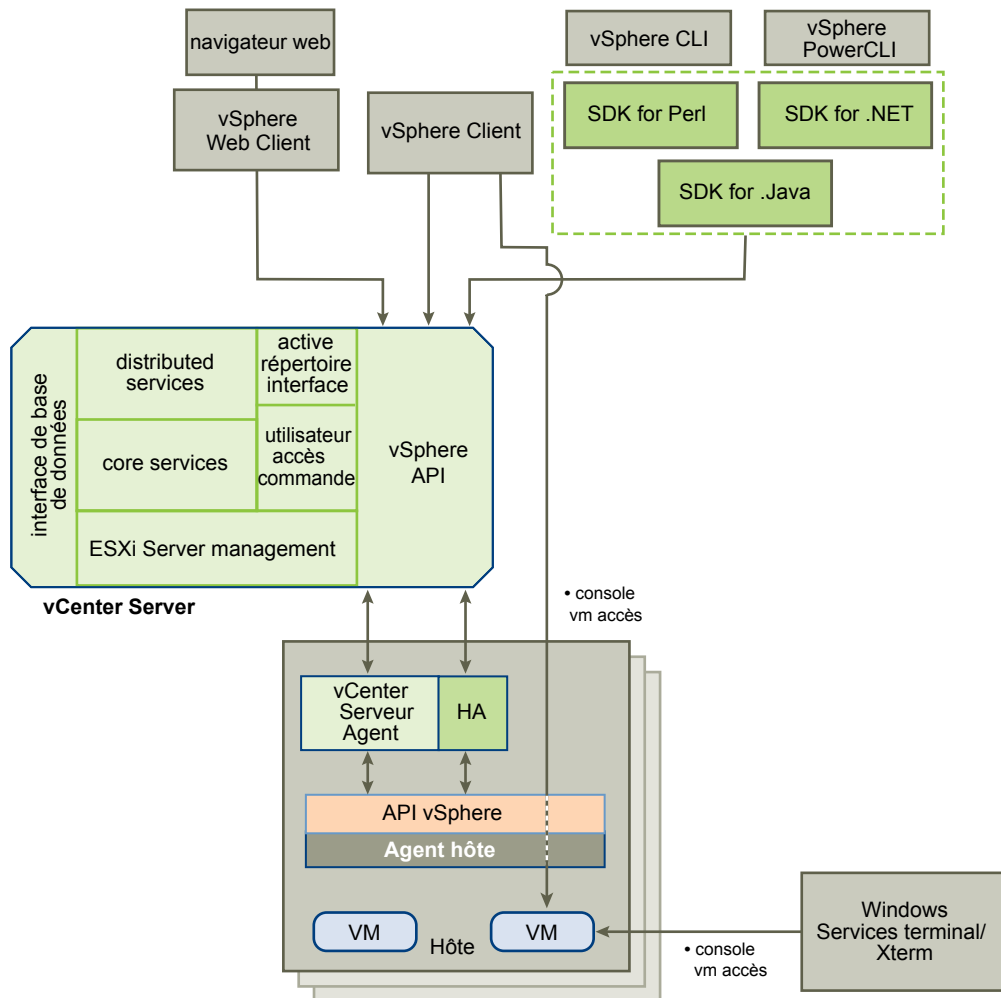 navigateur web
vSphere
Web Client
vSphere Client
vSphere CLI
vSphere
PowerCLI
SDK for Perl
SDK for .NET
SDK for .Java
interface de base
de données
distributed
services
active
répertoire
interface
core services
utilisateur
accès
commande
vSphere
API
ESXi Server management
vCenter Server
• console
vm accès
vCenter
Serveur
Agent
HA
API vSphere
Agent hôte
VM
Hôte
VM
• console
vm accès
Windows
Services terminal/
Xterm